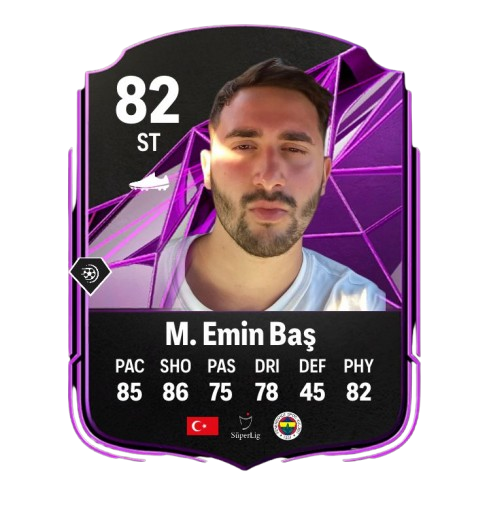 82
ST
M. Emin Baş
PAC SHO PAS DRI DEF PHY
85 86 75 78 45 82
SüperLig